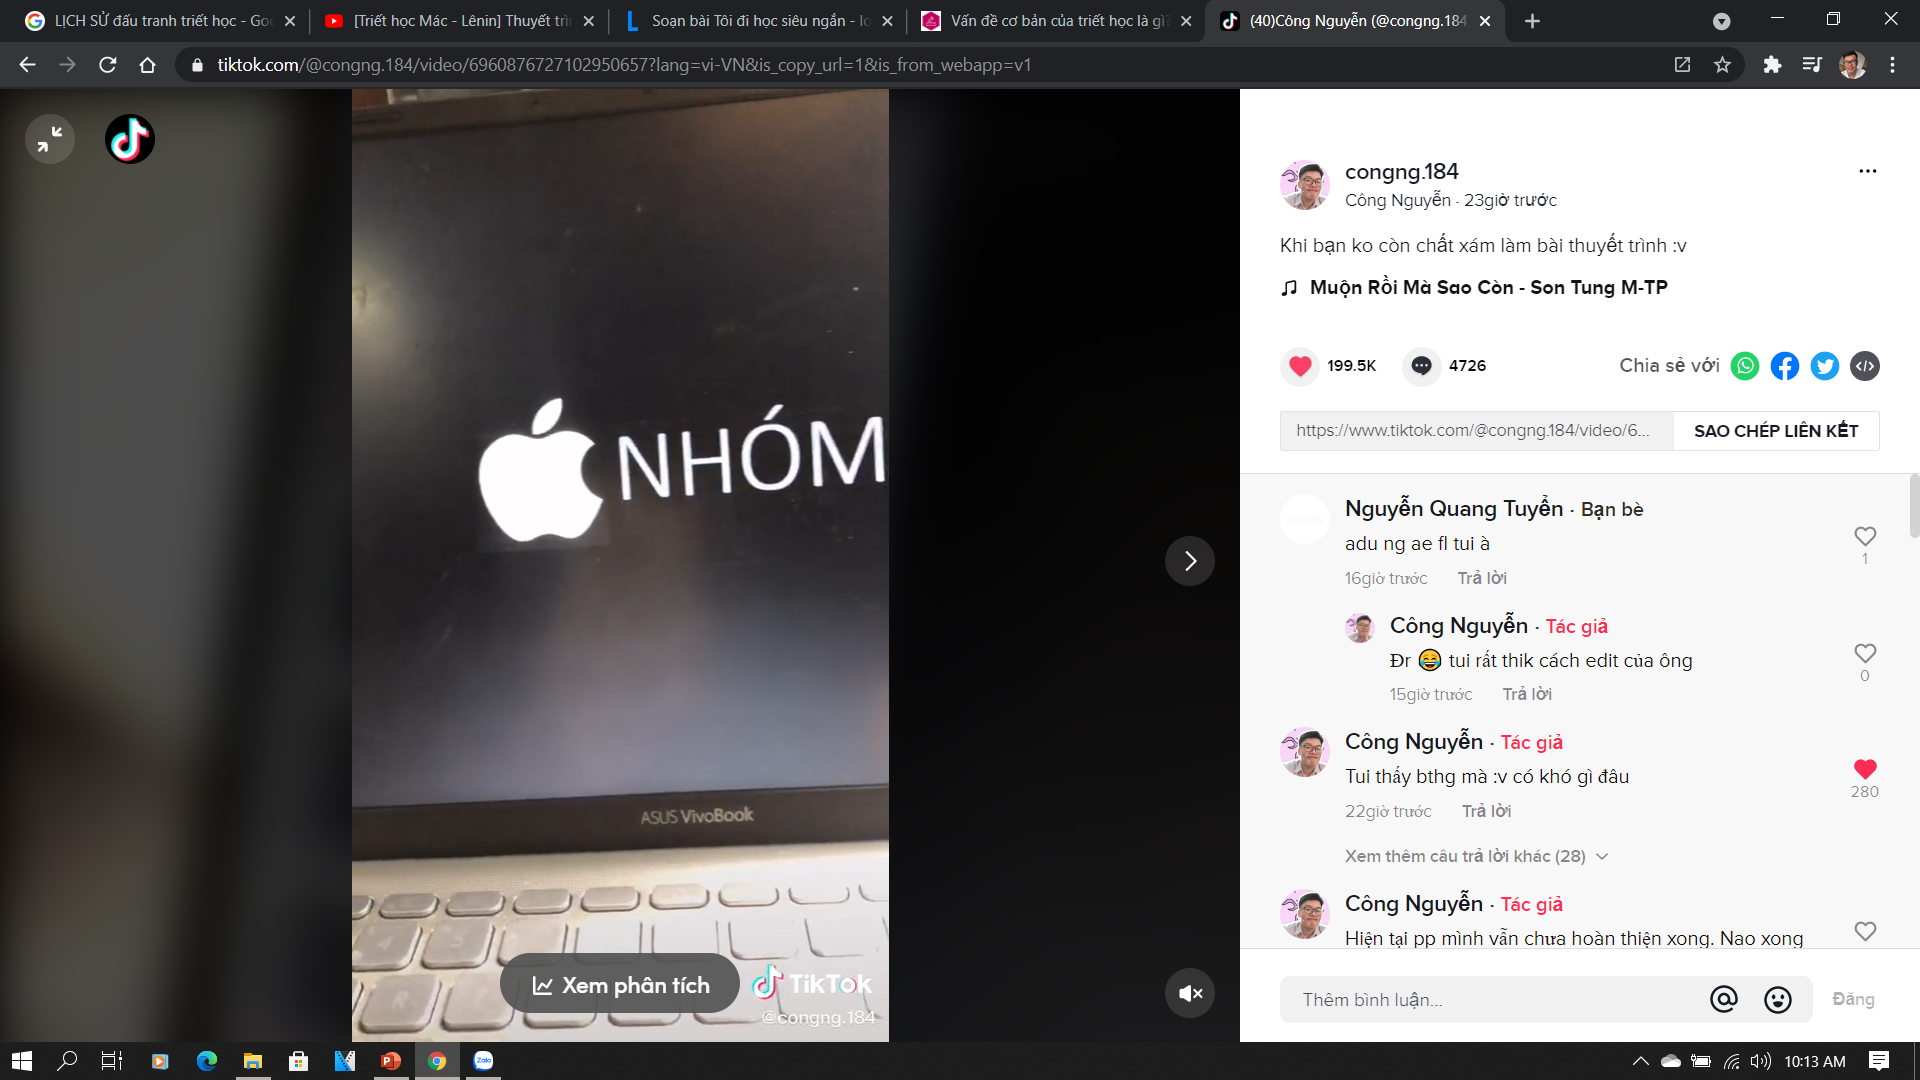 LỊCH SỬ đấu tranh triết học - Goo
[Triết học Mác - Lênin] Thuyết trìn
Soạn bài Tôi đi học siêu ngắn - lo
Vấn đề cơ bản của triết học là gì?
(40)Công Nguyễn (@congng.184
tiktok.com/@congng.184/video/6960876727102950657?lang=vi-VN&is_copy_url=1&is_from_webapp=v1
NHÓM
ASUS VivoBook
Xem phân tích
TikTok
@congng.184
congng.184
Công Nguyễn · 23giờ trước
Khi bạn ko còn chất xám làm bài thuyết trình :v
Muộn Rồi Mà Sao Còn - Son Tung M-TP
199.5K
4726
Chia sẻ với
https://www.tiktok.com/@congng.184/video/6...
SAO CHÉP LIÊN KẾT
Nguyễn Quang Tuyển · Bạn bè
adu ng ae fl tui à
1
16giờ trước Trả lời
Công Nguyễn · Tác giả
Đr 😂 tui rất thik cách edit của ông
0
15giờ trước Trả lời
Công Nguyễn · Tác giả
Tui thấy bthg mà :v có khó gì đâu
280
22giờ trước Trả lời
Xem thêm câu trả lời khác (28)
Công Nguyễn · Tác giả
Hiện tại pp mình vẫn chưa hoàn thiện xong. Nao xong
Thêm bình luận...
Đăng
Zalo
10:13 AM